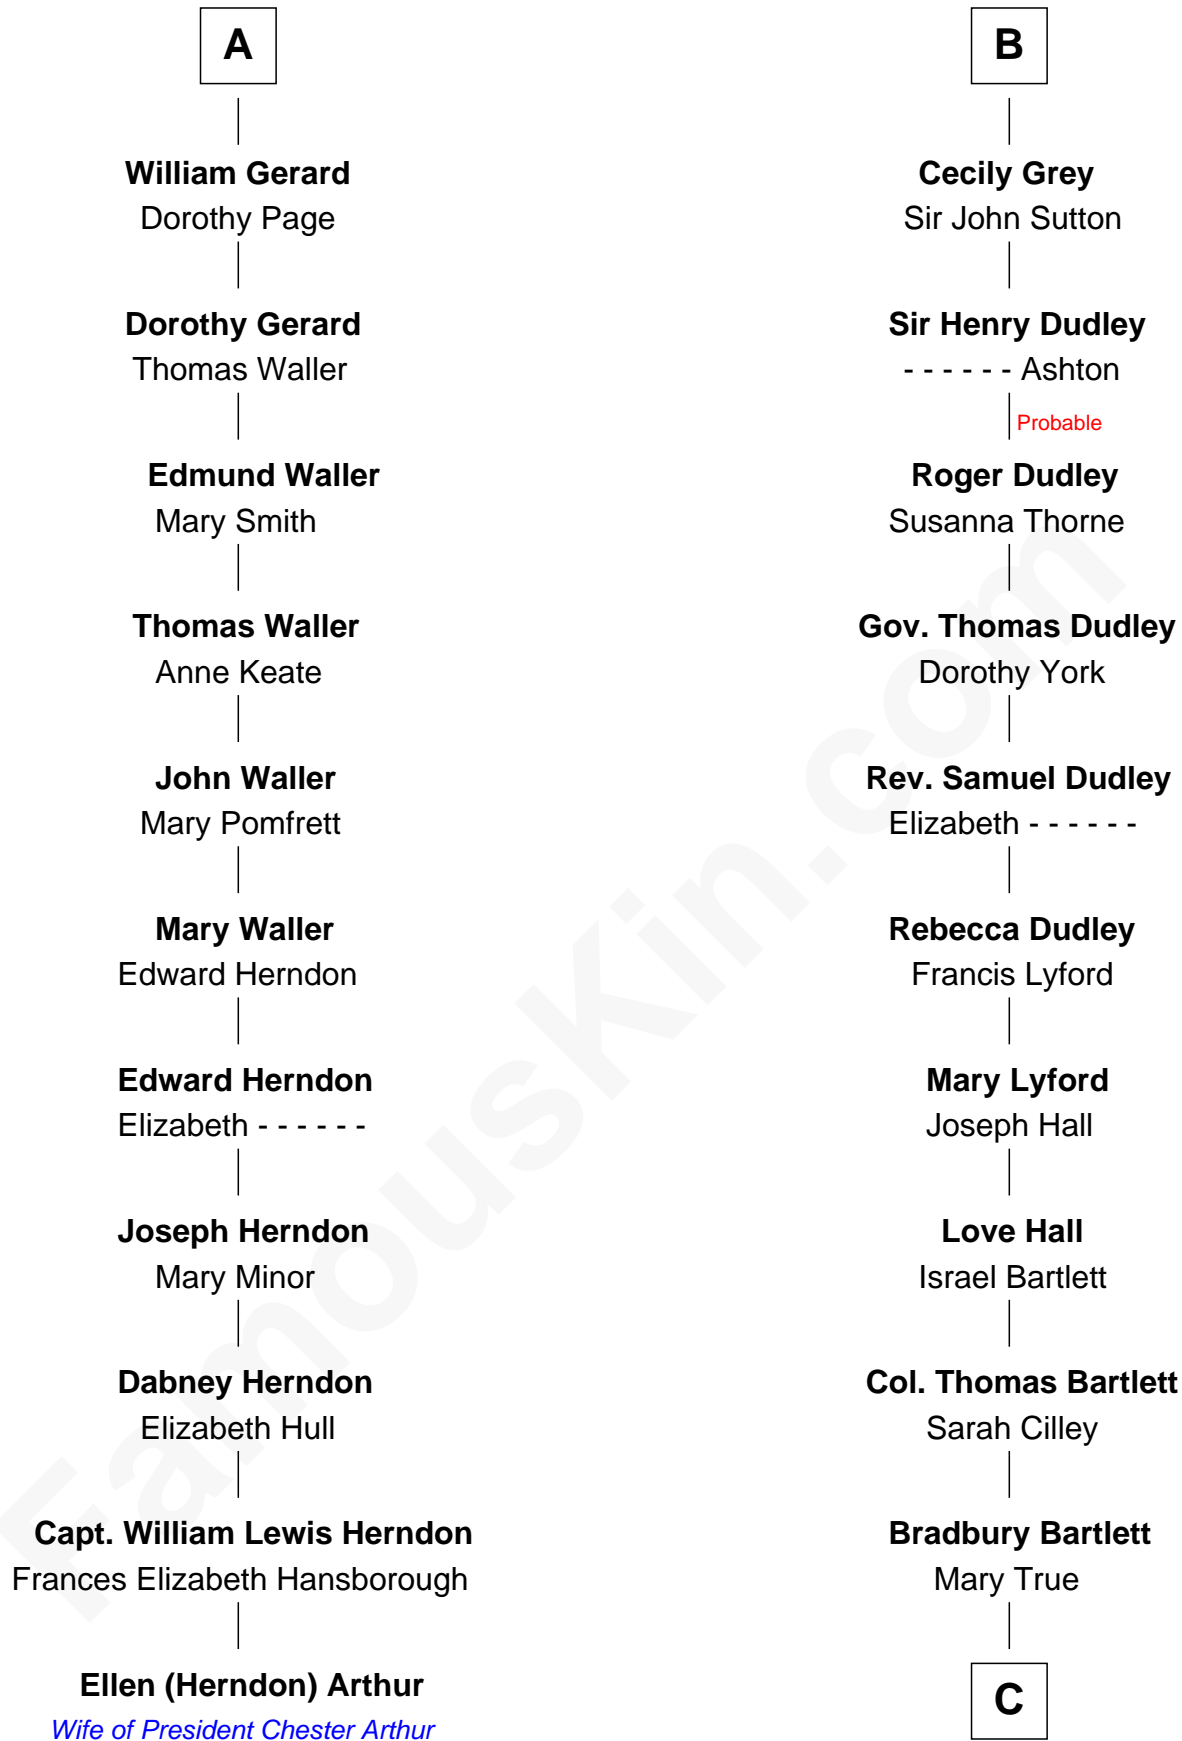 A
William Gerard
Dorothy Page
Dorothy Gerard
Thomas Waller
Edmund Waller
Mary Smith
Thomas Waller
Anne Keate
John Waller
Mary Pomfrett
Mary Waller
Edward Herndon
Edward Herndon
Elizabeth - - - - - -
Joseph Herndon
Mary Minor
Dabney Herndon
Elizabeth Hull
Capt. William Lewis Herndon
Frances Elizabeth Hansborough
Ellen (Herndon) Arthur
Wife of President Chester Arthur
B
Cecily Grey
Sir John Sutton
Sir Henry Dudley
- - - - - - Ashton
Probable
Roger Dudley
Susanna Thorne
Gov. Thomas Dudley
Dorothy York
Rev. Samuel Dudley
Elizabeth - - - - - -
Rebecca Dudley
Francis Lyford
Mary Lyford
Joseph Hall
Love Hall
Israel Bartlett
Col. Thomas Bartlett
Sarah Cilley
Bradbury Bartlett
Mary True
C
FamousKin.com